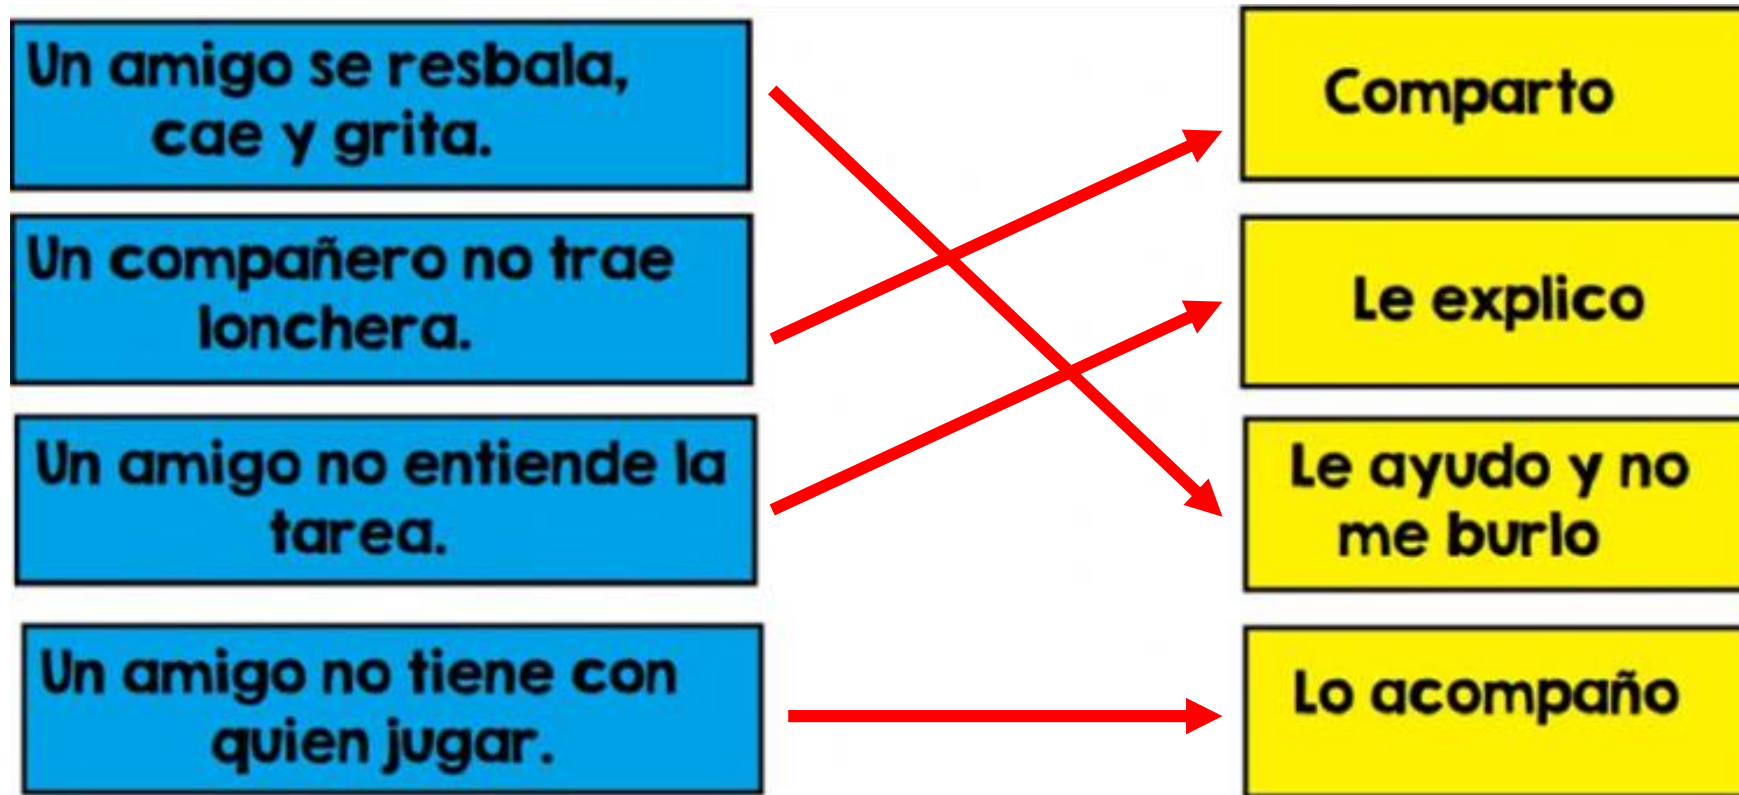 Un amigo se resbala,
cae y grita.
Un compañero no trae
lonchera.
Un amigo no entiende la
tarea.
Un amigo no tiene con
quien jugar.
Comparto
Le explico
Le ayudo y no
me burlo
Lo acompaño